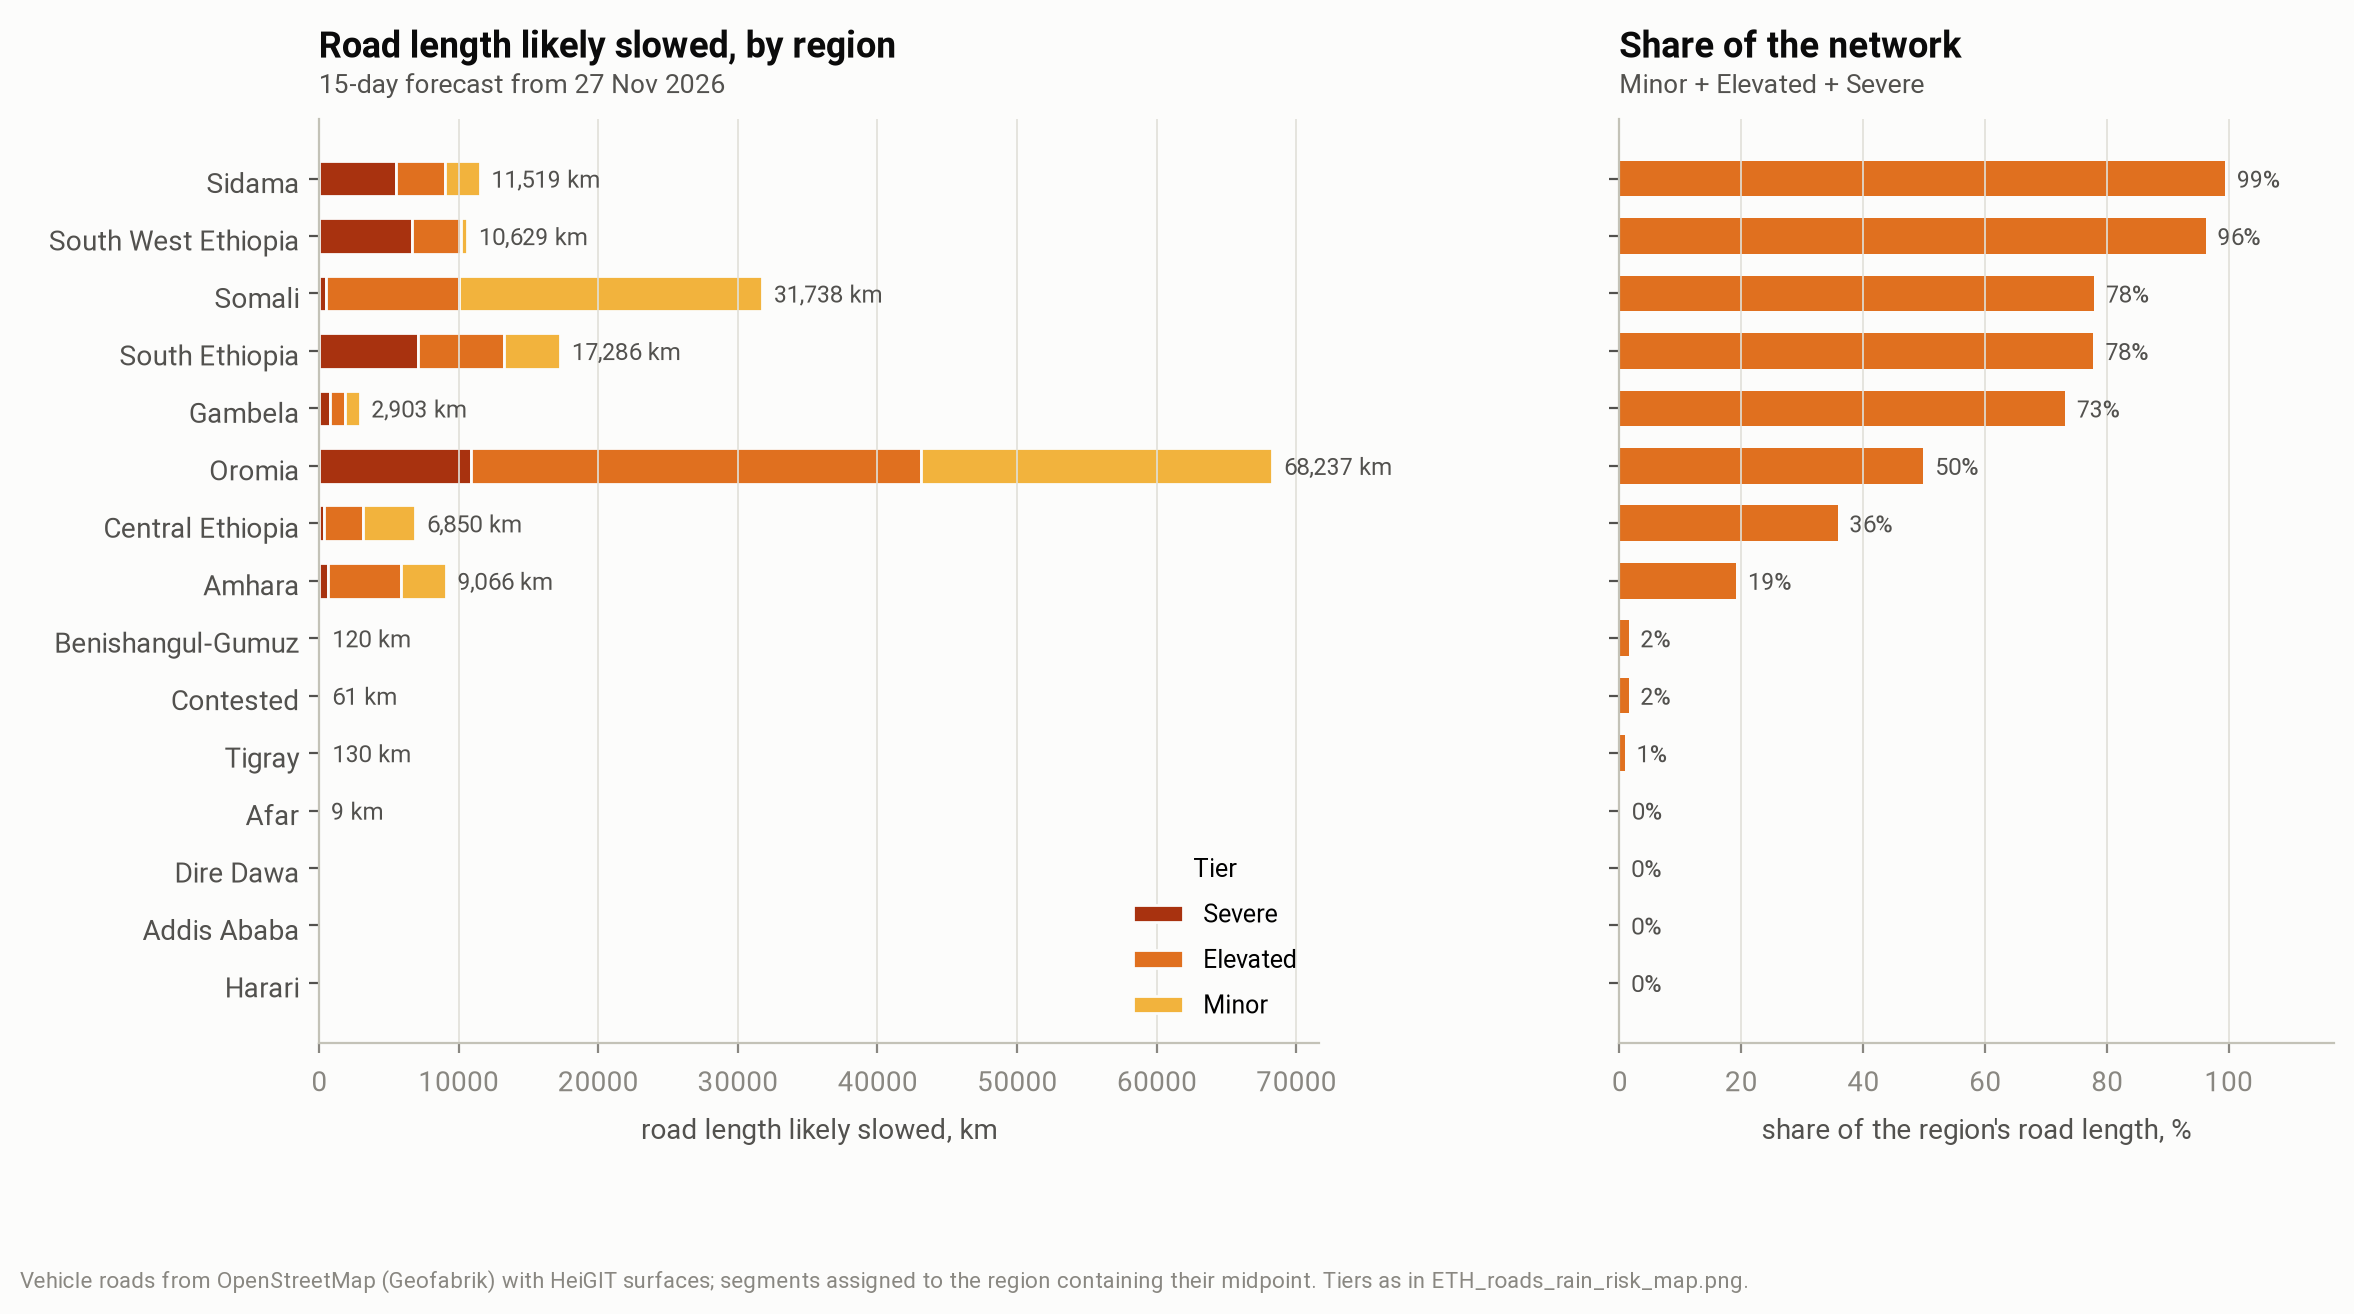 Road length likely slowed, by region
15-day forecast from 27 Nov 2026
Sidama
11,519 km
South West Ethiopia
10,629 km
Somali
31,738 km
South Ethiopia
17,286 km
Gambela
2,903 km
Oromia
68,237 km
Central Ethiopia
6,850 km
Amhara
9,066 km
Benishangul-Gumuz
120 km
Contested
61 km
Tigray
130 km
Afar
9 km
Dire Dawa
Addis Ababa
Harari
Tier
Severe
Elevated
Minor
0 10000 20000 30000 40000 50000 60000 70000
road length likely slowed, km
Share of the network
Minor + Elevated + Severe
99%
96%
78%
78%
73%
50%
36%
19%
2%
2%
1%
0%
0%
0%
0%
0 20 40 60 80 100
share of the region's road length, %
Vehicle roads from OpenStreetMap (Geofabrik) with HeiGIT surfaces; segments assigned to the region containing their midpoint. Tiers as in ETH_roads_rain_risk_map.png.